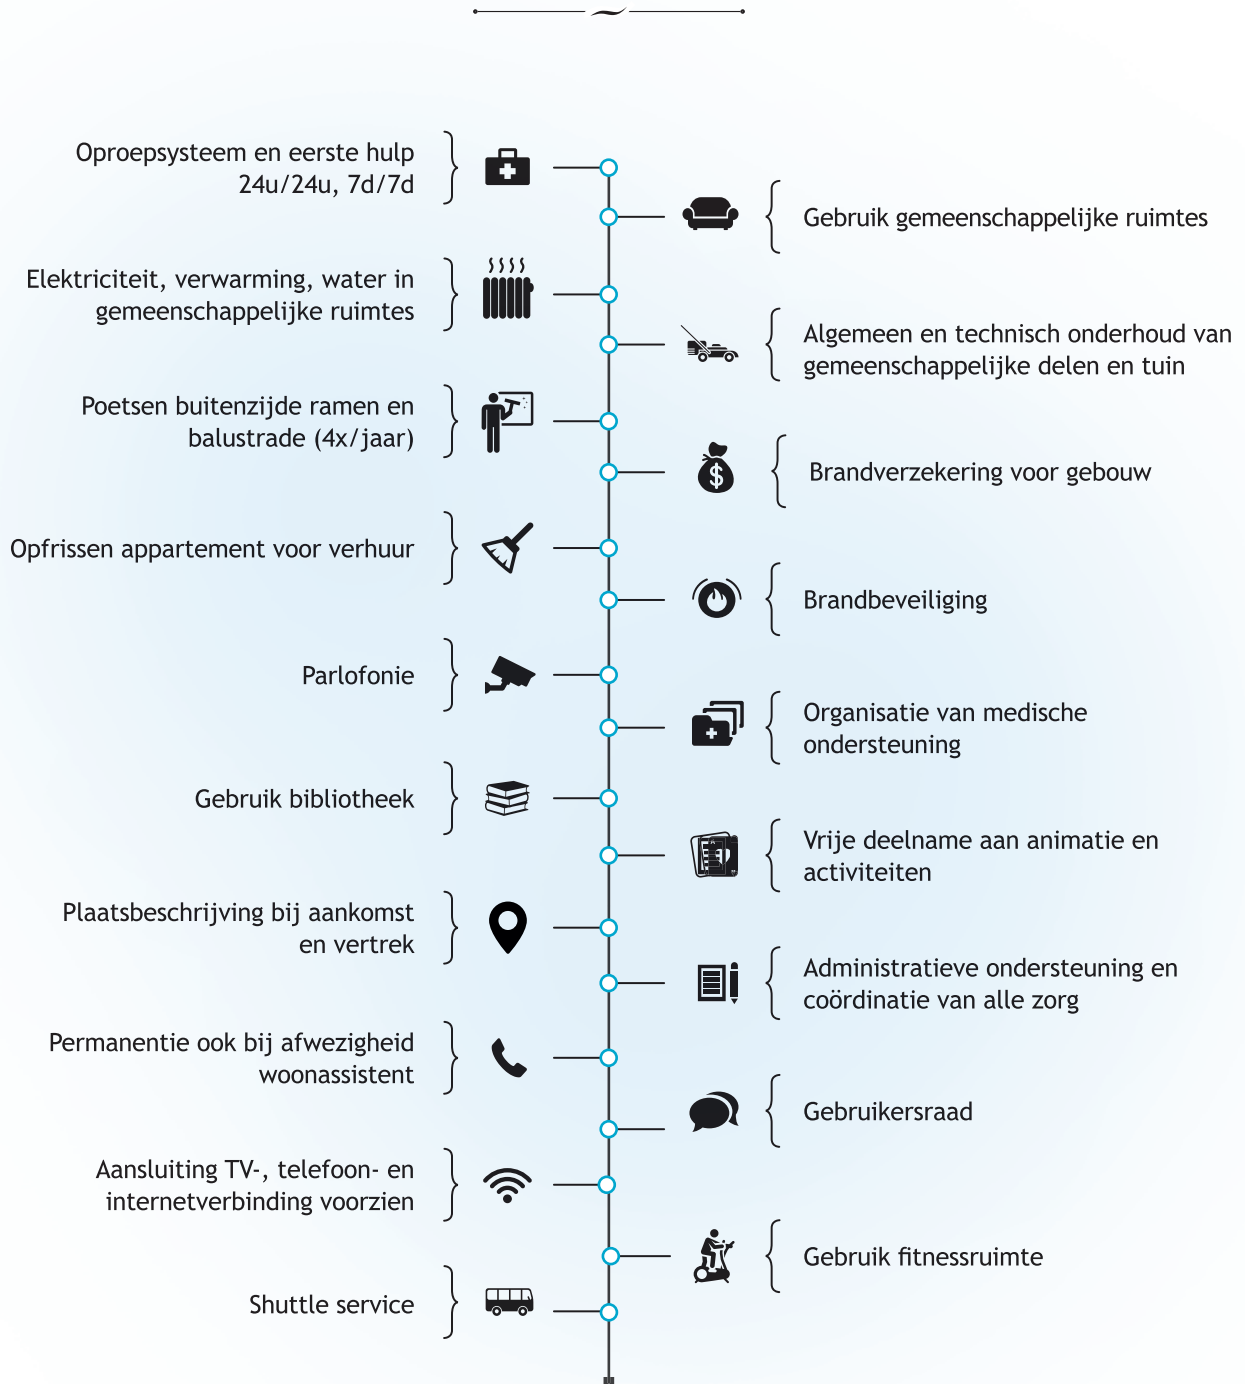 Oproepsysteem en eerste hulp
24u/24u, 7d/7d
Gebruik gemeenschappelijke ruimtes
Elektriciteit, verwarming, water in
gemeenschappelijke ruimtes
Algemeen en technisch onderhoud van
gemeenschappelijke delen en tuin
Poetsen buitenzijde ramen en
balustrade (4x/jaar)
Brandverzekering voor gebouw
Opfrissen appartement voor verhuur
Brandbeveiliging
Parlofonie
Organisatie van medische
ondersteuning
Gebruik bibliotheek
Vrije deelname aan animatie en
activiteiten
Plaatsbeschrijving bij aankomst
en vertrek
Administratieve ondersteuning en
coördinatie van alle zorg
Permanentie ook bij afwezigheid
woonassistent
Gebruikersraad
Aansluiting TV-, telefoon- en
internetverbinding voorzien
Gebruik fitnessruimte
Shuttle service